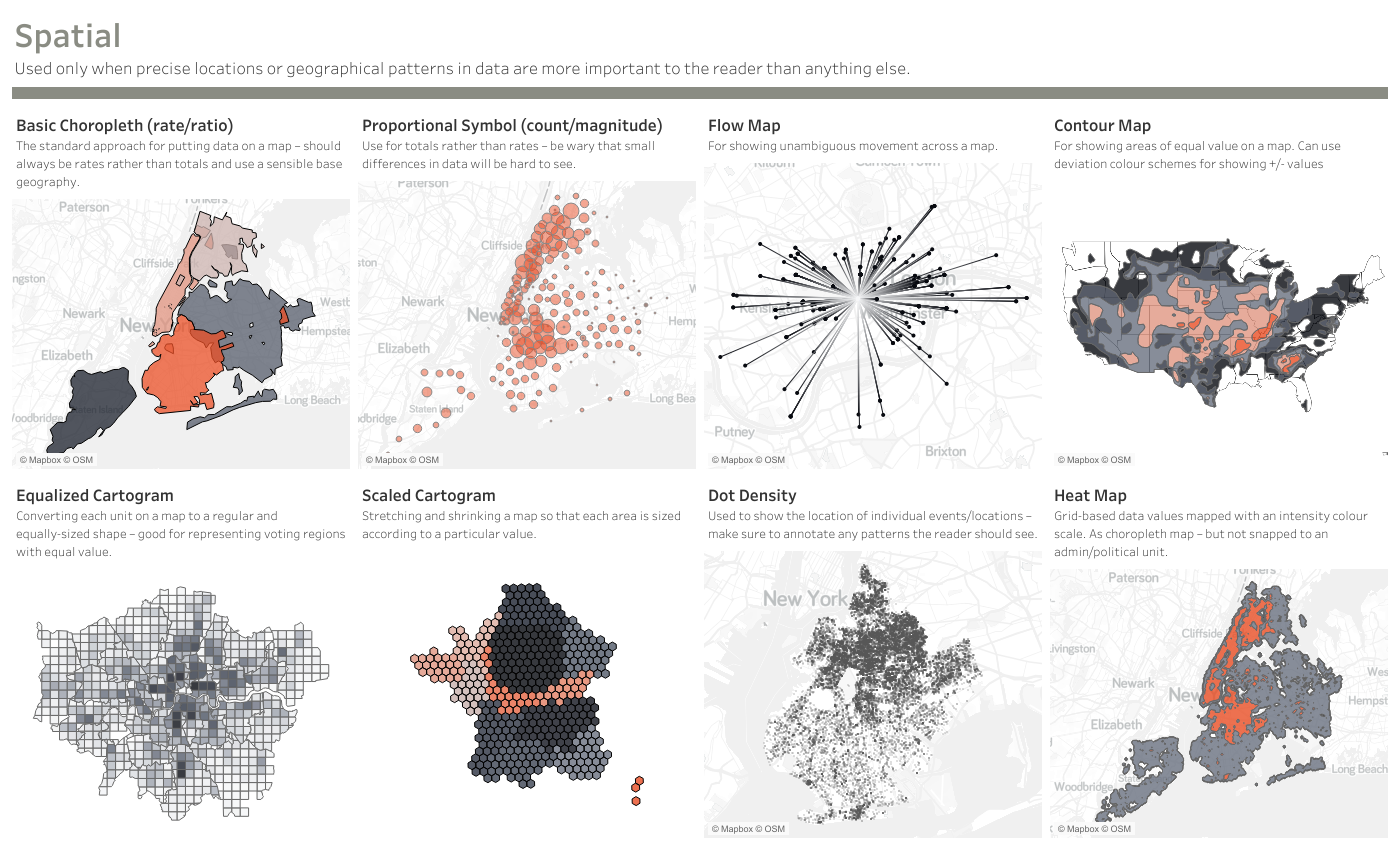 Spatial
Used only when precise locations or geographical patterns in data are more important to the reader than anything else.
Basic Choropleth (rate/ratio)
The standard approach for putting data on a map – should
always be rates rather than totals and use a sensible base
geography.
Paterson
Cliffside
Newark
New
Elizabeth
Hempstea
Long Beach
© Mapbox © OSM
Proportional Symbol (count/magnitude)
Use for totals rather than rates – be wary that small
differences in data will be hard to see.
Paterson
Cliffside
Newark
New
Elizabeth
Staten Island
Long Bea
© Mapbox © OSM
Flow Map
For showing unambiguous movement across a map.
Putney
Brixton
© Mapbox © OSM
Contour Map
For showing areas of equal value on a map. Can use
deviation colour schemes for showing +/- values
© Mapbox © OSM
Equalized Cartogram
Converting each unit on a map to a regular and
equally-sized shape – good for representing voting regions
with equal value.
Scaled Cartogram
Stretching and shrinking a map so that each area is sized
according to a particular value.
Dot Density
Used to show the location of individual events/locations –
make sure to annotate any patterns the reader should see.
New York
© Mapbox © OSM
Heat Map
Grid-based data values mapped with an intensity colour
scale. As choropleth map – but not snapped to an
admin/political unit.
Paterson
Yonkers
Cliffside
Livingston
Newark
New
Hempst
Elizabeth
Long Beach
Woodbridge
© Mapbox © OSM